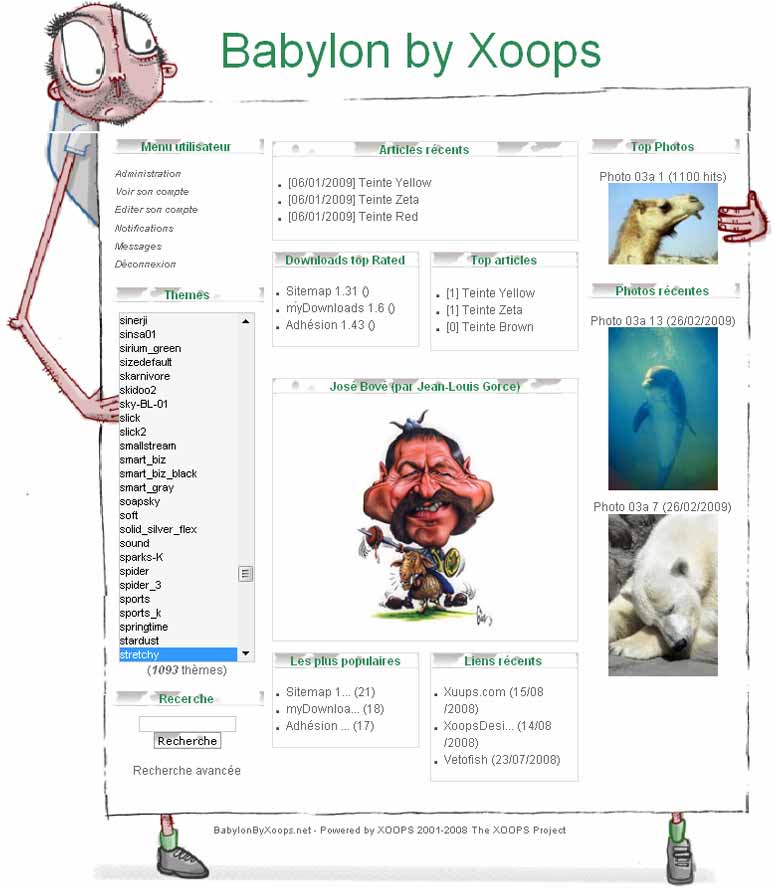 Babylon by Xoops
Menu utilisateur
Administration
Voir son compte
Editer son compte
Notifications
Messages
Déconnexion
Themes
sinerji
sinsa01
sirium_green
sizedefault
skarnivore
skidoo2
sky-BL-01
slick
slick2
smallstream
smart_biz
smart_biz_black
smart_gray
soapsky
soft
solid_silver_flex
sound
sparks-K
spider
spider_3
sports
sports_k
springtime
stardust
stretchy
(1093 thèmes)
Recerche
Recherche
Recherche avancée
Articles récents
[06/01/2009] Teinte Yellow
[06/01/2009] Teinte Zeta
[06/01/2009] Teinte Red
Downloads top Rated
Sitemap 1.31 ()
myDownloads 1.6 ()
Adhésion 1.43 ()
Top articles
[1] Teinte Yellow
[1] Teinte Zeta
[0] Teinte Brown
José Bové (par Jean-Louis Gorce)
Les plus populaires
Sitemap 1... (21)
myDownloa... (18)
Adhésion ... (17)
Liens récents
Xuups.com (15/08
/2008)
XoopsDesi... (14/08
/2008)
Vetofish (23/07/2008)
Top Photos
Photo 03a 1 (1100 hits)
Photos récentes
Photo 03a 13 (26/02/2009)
Photo 03a 7 (26/02/2009)
BabylonByXoops.net - Powered by XOOPS 2001-2008 The XOOPS Project